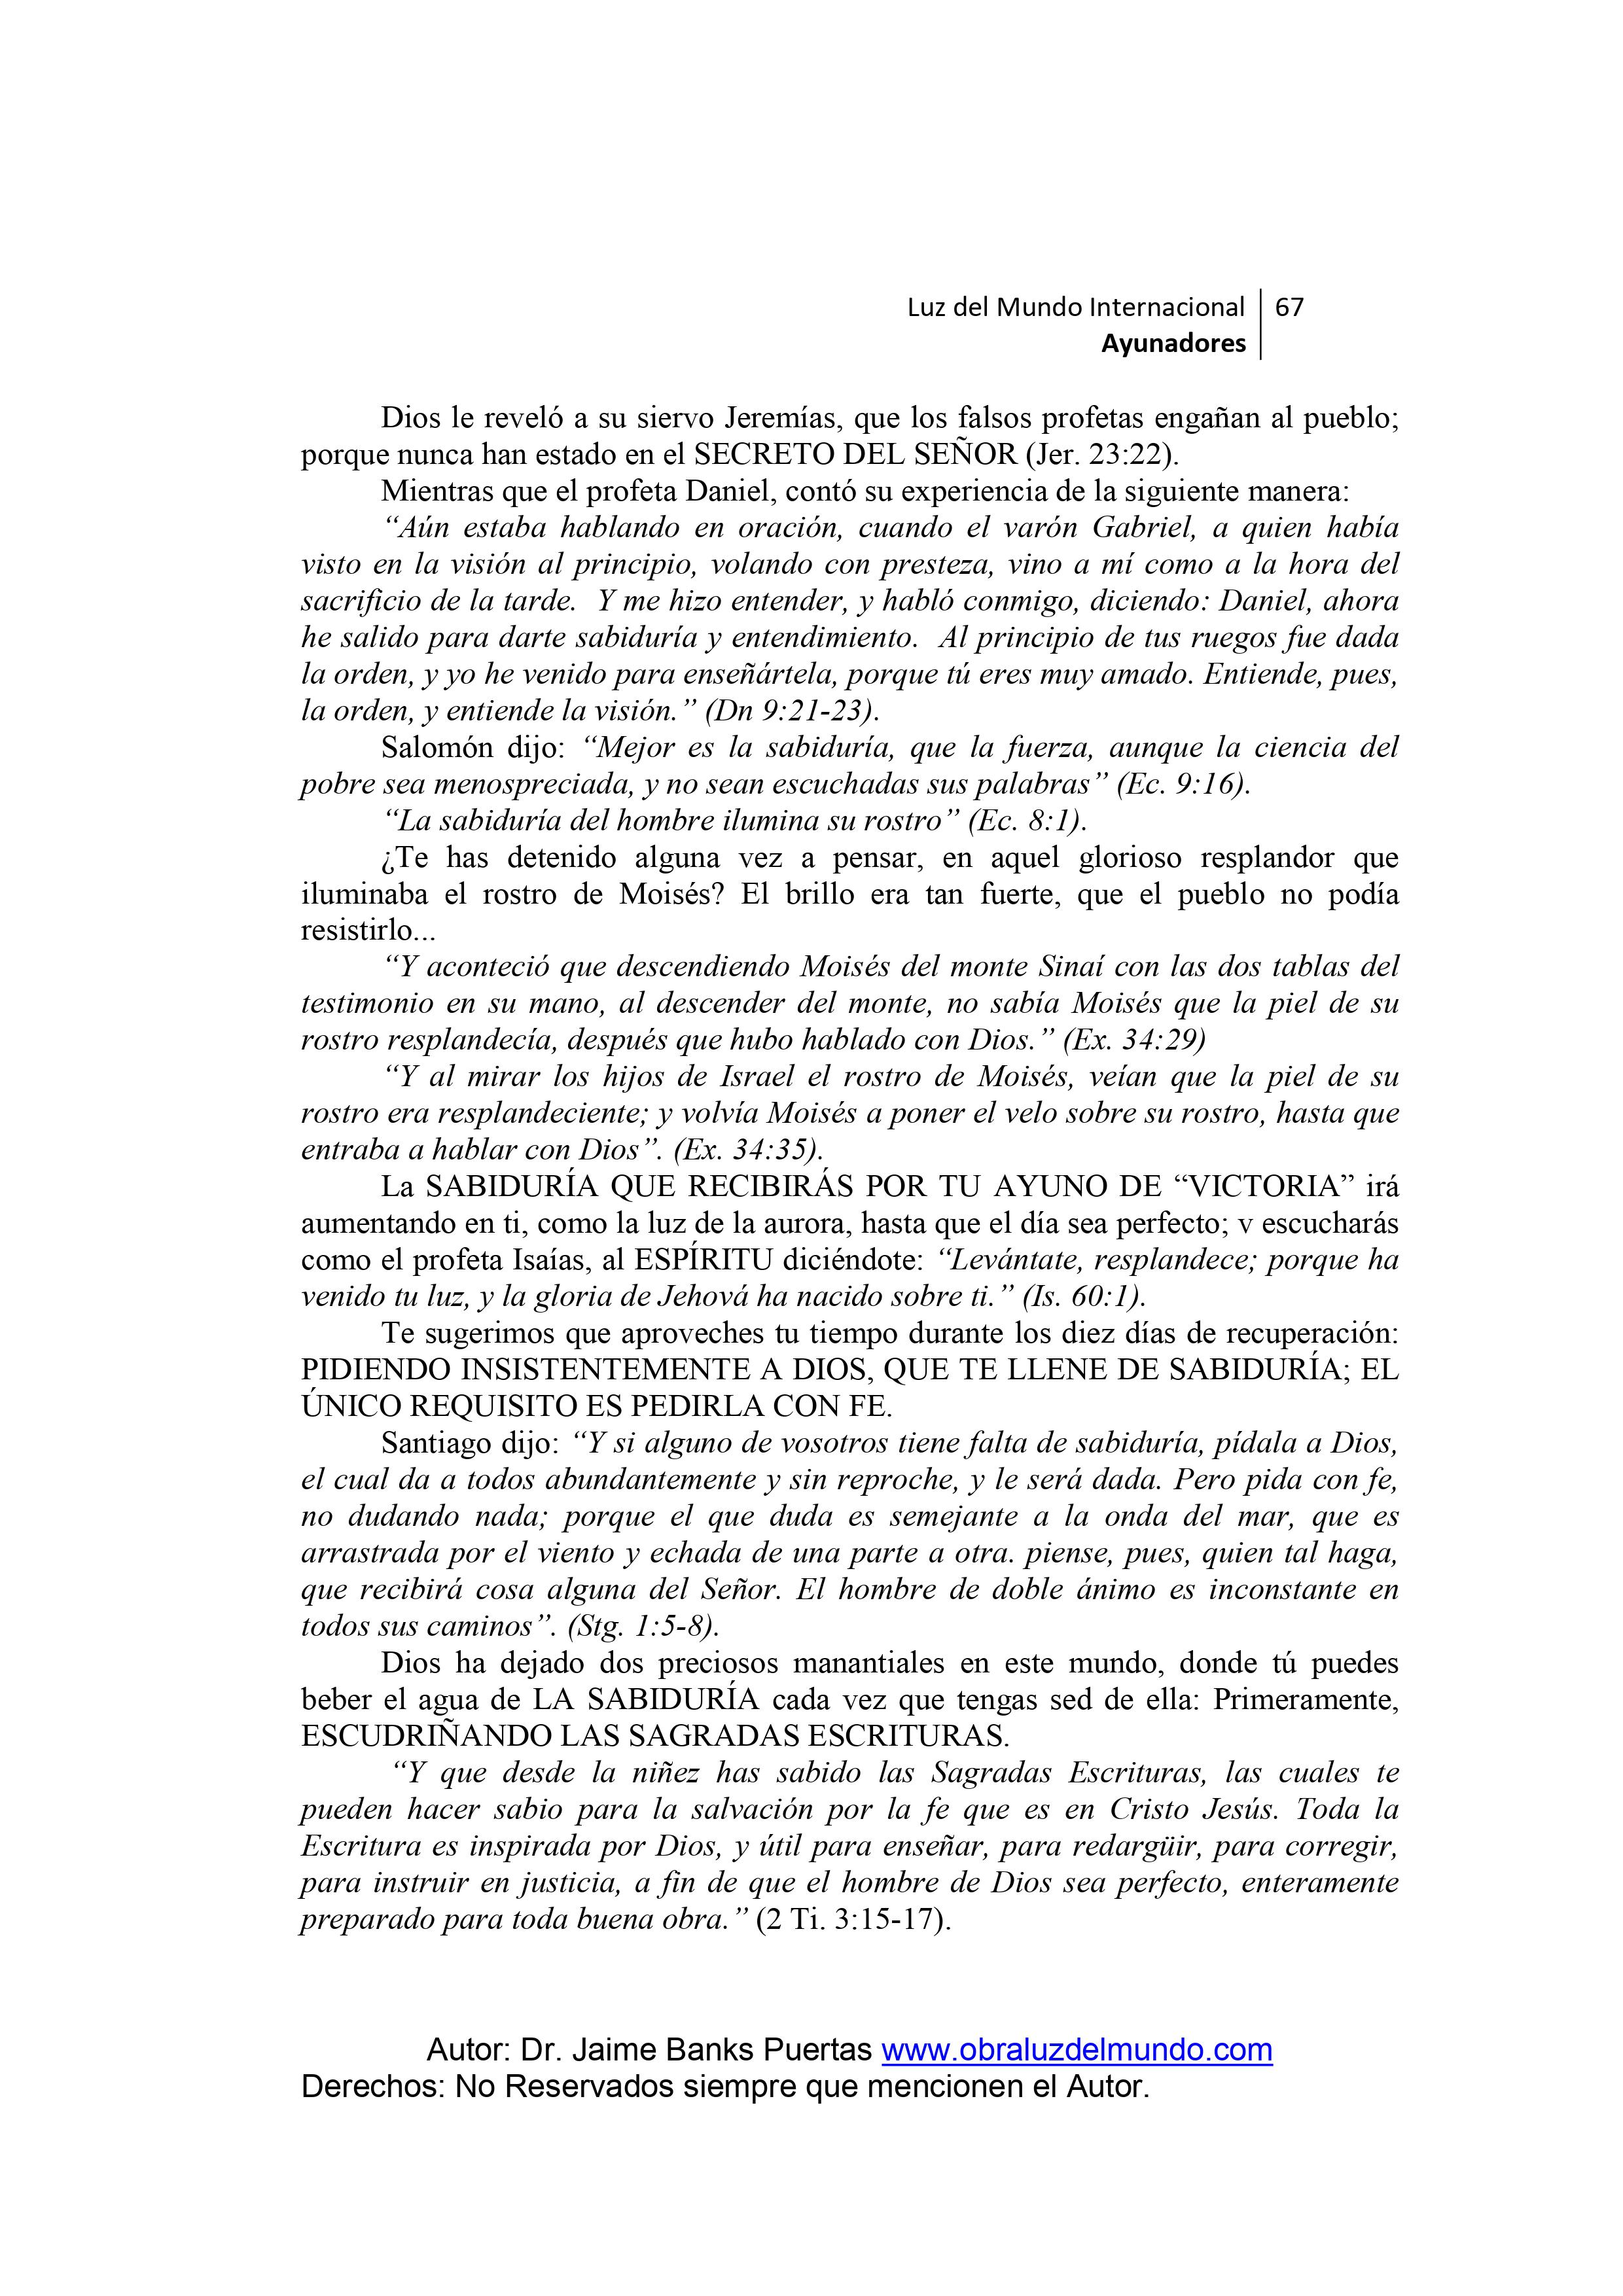 Luz del Mundo Internacional 67
Ayunadores
Dios le reveló a su siervo Jeremías, que los falsos profetas engañan al pueblo;
porque nunca han estado en el SECRETO DEL SEÑOR (Jer. 23:22).
Mientras que el profeta Daniel, contó su experiencia de la siguiente manera:
“Aún estaba hablando en oración, cuando el varón Gabriel, a quien había
visto en la visión al principio, volando con presteza, vino a mí como a la hora del
sacrificio de la tarde.  Y me hizo entender, y habló conmigo, diciendo: Daniel, ahora
he salido para darte sabiduría y entendimiento.  Al principio de tus ruegos fue dada
la orden, y yo he venido para enseñártela, porque tú eres muy amado. Entiende, pues,
la orden, y entiende la visión.” (Dn 9:21-23).
Salomón dijo: “Mejor es la sabiduría, que la fuerza, aunque la ciencia del
pobre sea menospreciada, y no sean escuchadas sus palabras” (Ec. 9:16).
“La sabiduría del hombre ilumina su rostro” (Ec. 8:1).
¿Te has detenido alguna vez a pensar, en aquel glorioso resplandor que
iluminaba el rostro de Moisés? El brillo era tan fuerte, que el pueblo no podía
resistirlo...
“Y aconteció que descendiendo Moisés del monte Sinaí con las dos tablas del
testimonio en su mano, al descender del monte, no sabía Moisés que la piel de su
rostro resplandecía, después que hubo hablado con Dios.” (Ex. 34:29)
“Y al mirar los hijos de Israel el rostro de Moisés, veían que la piel de su
rostro era resplandeciente; y volvía Moisés a poner el velo sobre su rostro, hasta que
entraba a hablar con Dios”. (Ex. 34:35).
La SABIDURÍA QUE RECIBIRÁS POR TU AYUNO DE “VICTORIA” irá
aumentando en ti, como la luz de la aurora, hasta que el día sea perfecto; v escucharás
como el profeta Isaías, al ESPÍRITU diciéndote: “Levántate, resplandece; porque ha
venido tu luz, y la gloria de Jehová ha nacido sobre ti.” (Is. 60:1).
Te sugerimos que aproveches tu tiempo durante los diez días de recuperación:
PIDIENDO INSISTENTEMENTE A DIOS, QUE TE LLENE DE SABIDURÍA; EL
ÚNICO REQUISITO ES PEDIRLA CON FE.
Santiago dijo: “Y si alguno de vosotros tiene falta de sabiduría, pídala a Dios,
el cual da a todos abundantemente y sin reproche, y le será dada. Pero pida con fe,
no dudando nada; porque el que duda es semejante a la onda del mar, que es
arrastrada por el viento y echada de una parte a otra. piense, pues, quien tal haga,
que recibirá cosa alguna del Señor. El hombre de doble ánimo es inconstante en
todos sus caminos”. (Stg. 1:5-8).
Dios ha dejado dos preciosos manantiales en este mundo, donde tú puedes
beber el agua de LA SABIDURÍA cada vez que tengas sed de ella: Primeramente,
ESCUDRIÑANDO LAS SAGRADAS ESCRITURAS.
“Y que desde la niñez has sabido las Sagradas Escrituras, las cuales te
pueden hacer sabio para la salvación por la fe que es en Cristo Jesús. Toda la
Escritura es inspirada por Dios, y útil para enseñar, para redargüir, para corregir,
para instruir en justicia, a fin de que el hombre de Dios sea perfecto, enteramente
preparado para toda buena obra.” (2 Ti. 3:15-17).
Autor: Dr. Jaime Banks Puertas www.obraluzdelmundo.com
Derechos: No Reservados siempre que mencionen el Autor.